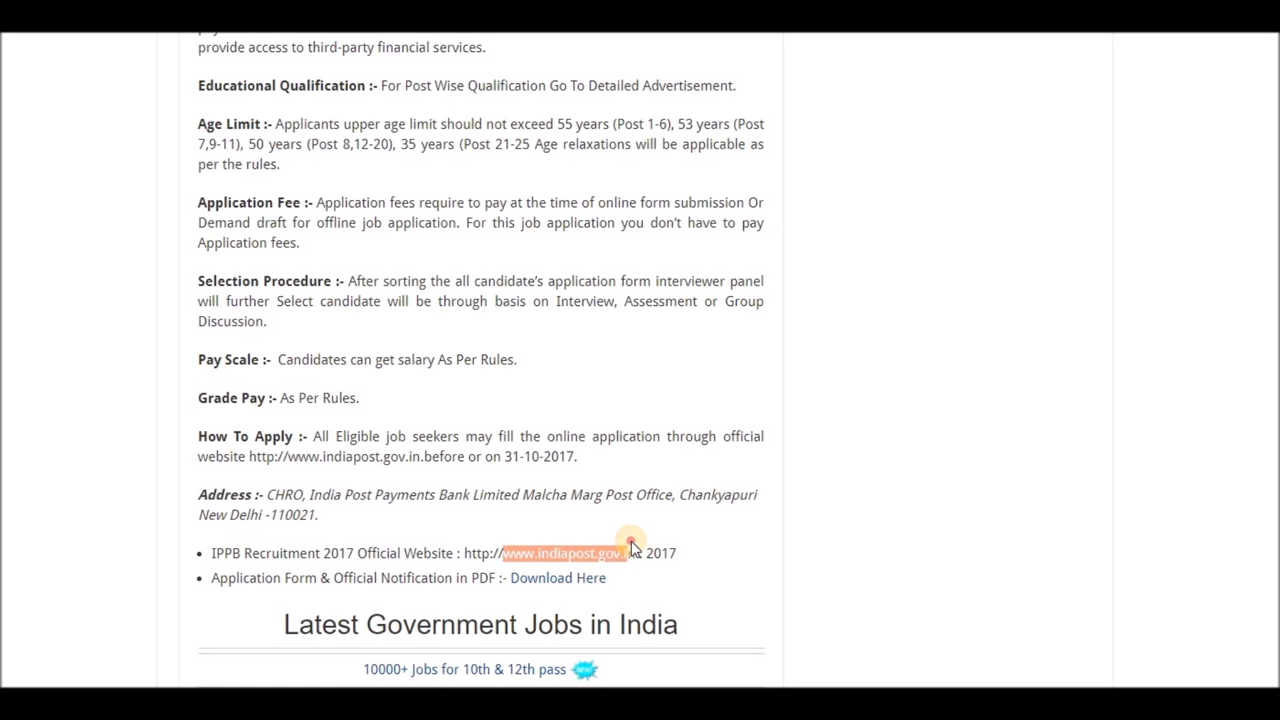 provide access to third-party financial services.
Educational Qualification :- For Post Wise Qualification Go To Detailed Advertisement.
Age Limit :- Applicants upper age limit should not exceed 55 years (Post 1-6), 53 years (Post
7,9-11), 50 years (Post 8,12-20), 35 years (Post 21-25 Age relaxations will be applicable as
per the rules.
Application Fee :- Application fees require to pay at the time of online form submission Or
Demand draft for offline job application. For this job application you don’t have to pay
Application fees.
Selection Procedure :- After sorting the all candidate’s application form interviewer panel
will further Select candidate will be through basis on Interview, Assessment or Group
Discussion.
Pay Scale :- Candidates can get salary As Per Rules.
Grade Pay :- As Per Rules.
How To Apply :- All Eligible job seekers may fill the online application through official
website http://www.indiapost.gov.in.before or on 31-10-2017.
Address :- CHRO, India Post Payments Bank Limited Malcha Marg Post Office, Chankyapuri
New Delhi -110021.
• IPPB Recruitment 2017 Official Website : http://www.indiapost.gov. 2017
• Application Form & Official Notification in PDF :- Download Here
Latest Government Jobs in India
10000+ Jobs for 10th & 12th pass